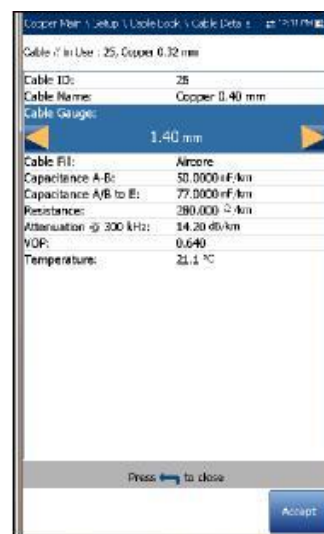 Copper Main \ Setup \ Cable Book \ Cable Details
Cable # in Use : 25, Copper 0.32 mm
Cable ID: 26
Cable Name: Copper 0.40 mm
Cable Gauge:
1.40 mm
Cable Fill: Aircore
Capacitance A-B: 50.0000 nF/km
Capacitance A/B to E: 77.0000 nF/km
Resistance: 280.000 Ω/km
Attenuation @ 300 kHz: 14.20 dB/km
VOP: 0.640
Temperature: 21.1 °C
Press to close
Accept